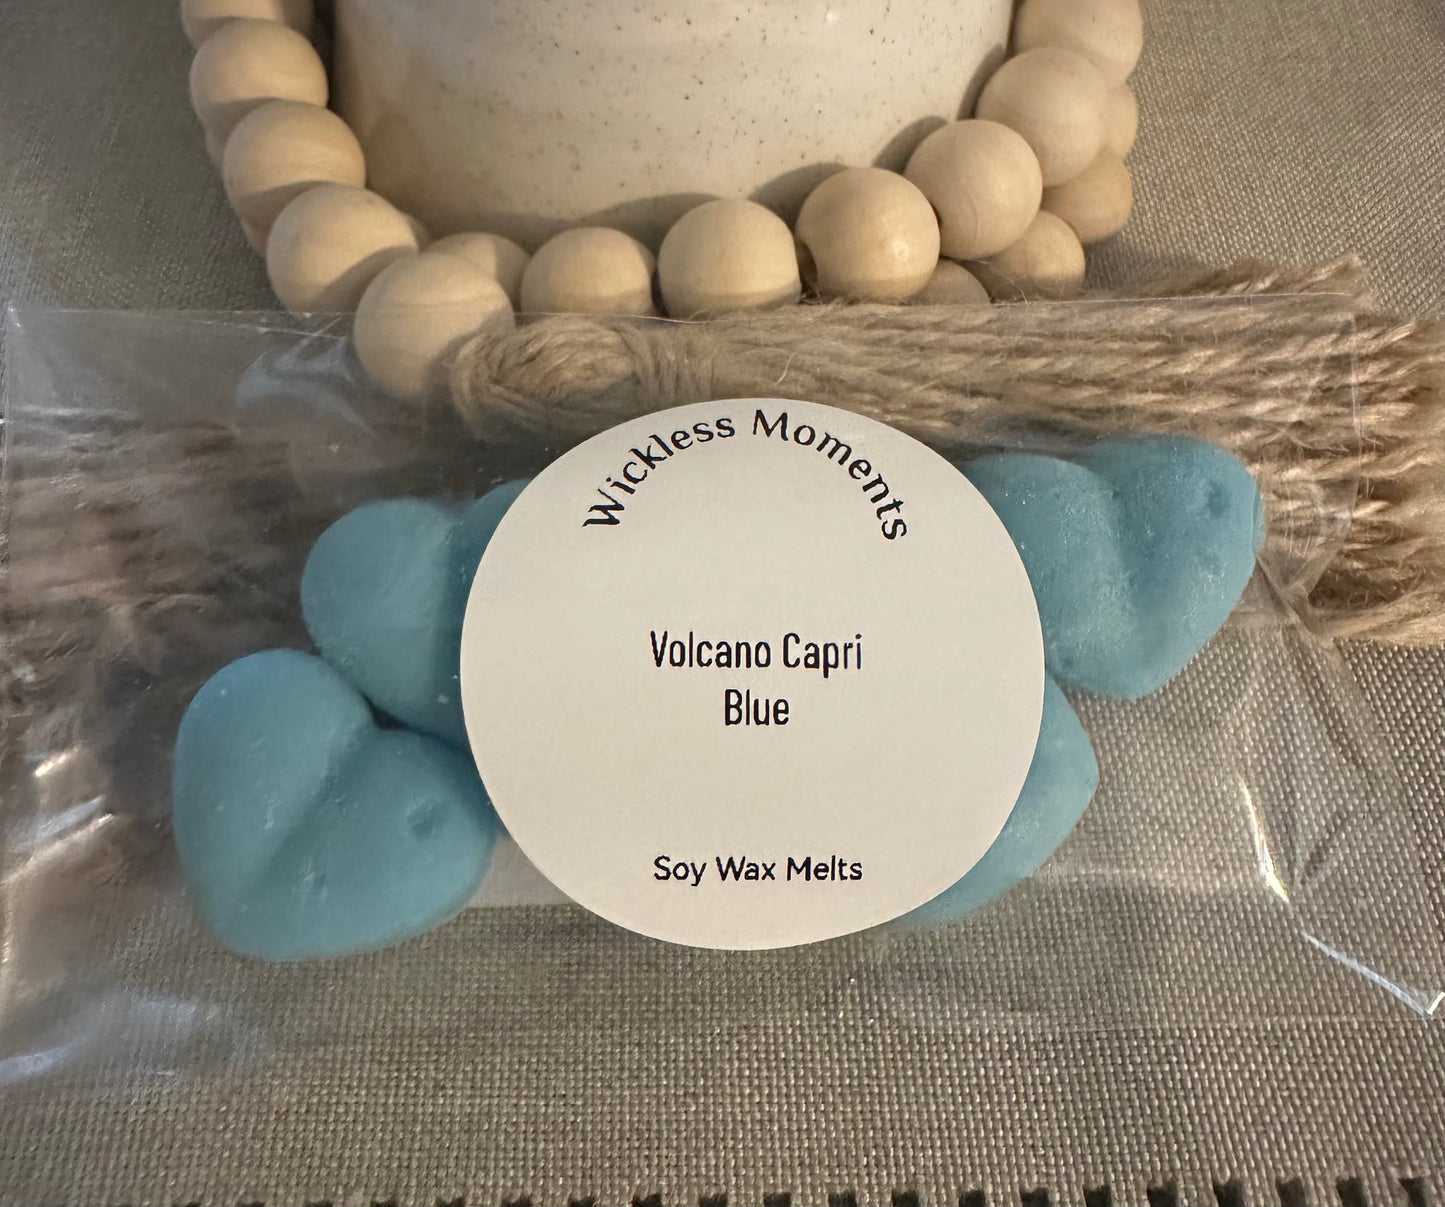 Wickless Moments
Volcano Capri
Blue
Soy Wax Melts